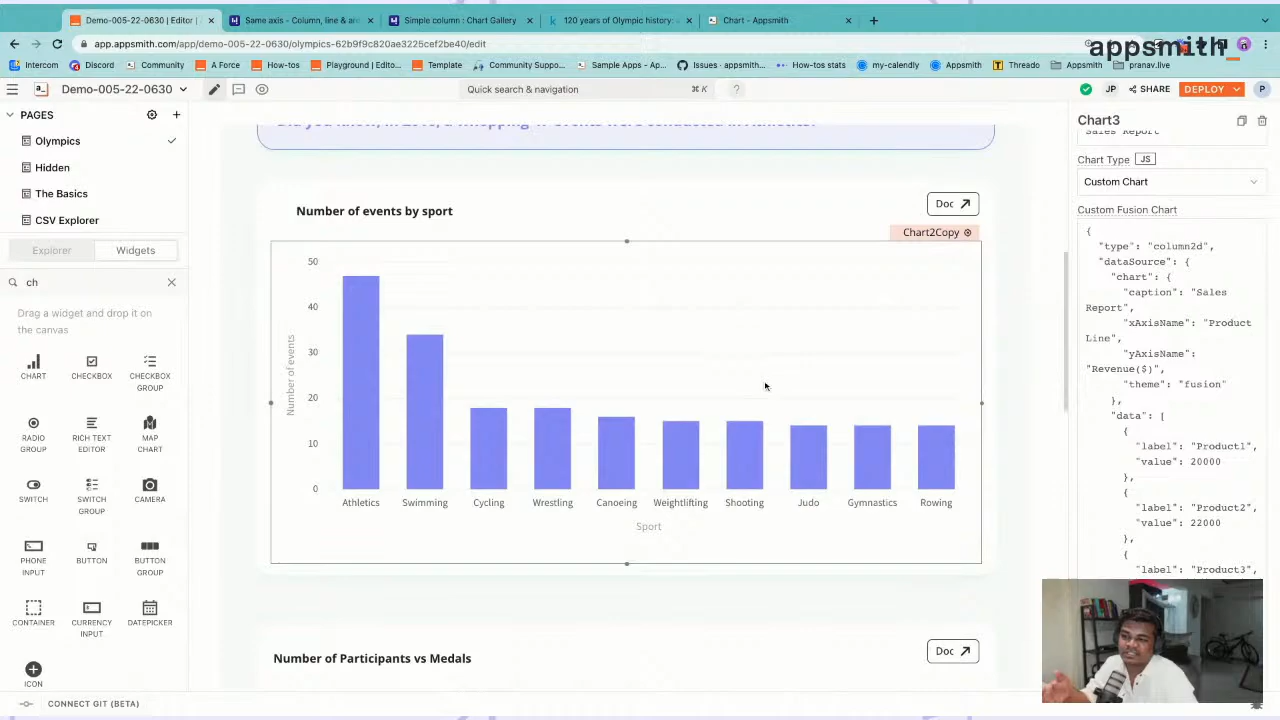 Demo-005-22-0630 | Editor |
Same axis - Column, line & are
Simple column : Chart Gallery
120 years of Olympic history:
Chart - Appsmith
app.appsmith.com/app/demo-005-22-0630/olympics-62b9f9c820ae3225cef2be40/edit
appsmith_
Intercom
Discord
Community
A Force
How-tos
Playground | Edito...
Template
Community Suppo...
Sample Apps - Ap...
Issues · appsmith...
How-tos stats
my-calendly
Appsmith
Threado
Appsmith
pranav.live
Demo-005-22-0630
Quick search & navigation
⌘ K
?
JP
SHARE
DEPLOY
P
PAGES
Olympics
Hidden
The Basics
CSV Explorer
Explorer
Widgets
ch
Drag a widget and drop it on
the canvas
CHART
CHECKBOX
CHECKBOX
GROUP
RADIO
GROUP
RICH TEXT
EDITOR
MAP
CHART
SWITCH
SWITCH
GROUP
CAMERA
PHONE
INPUT
BUTTON
BUTTON
GROUP
CONTAINER
CURRENCY
INPUT
DATEPICKER
ICON
CONNECT GIT (BETA)
Number of events by sport
Doc
Chart2Copy
50
40
30
20
10
0
Number of events
Athletics
Swimming
Cycling
Wrestling
Canoeing
Weightlifting
Shooting
Judo
Gymnastics
Rowing
Sport
Number of Participants vs Medals
Doc
Chart3
Sales Report
Chart Type
JS
Custom Chart
Custom Fusion Chart
{
"type": "column2d",
"dataSource": {
"chart": {
"caption": "Sales
Report",
"xAxisName": "Product
Line",
"yAxisName":
"Revenue($)",
"theme": "fusion"
},
"data": [
{
"label": "Product1",
"value": 20000
},
{
"label": "Product2",
"value": 22000
},
{
"label": "Product3",